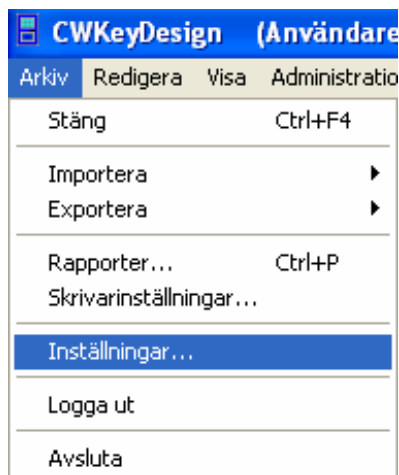 CWKeyDesign (Användare
Arkiv Redigera Visa Administratio
Stäng Ctrl+F4
Importera
Exportera
Rapporter... Ctrl+P
Skrivarinställningar...
Inställningar...
Logga ut
Avsluta